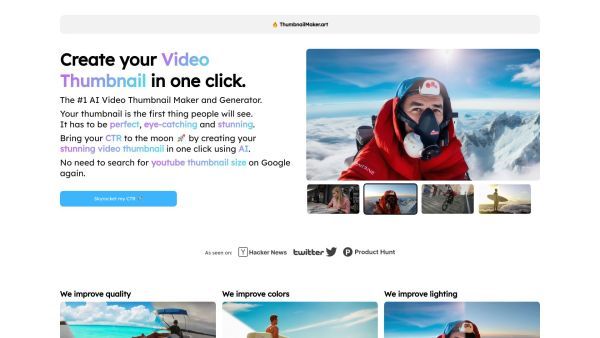 🔥 ThumbnailMaker.art
Create your Video
Thumbnail in one click.
The #1 AI Video Thumbnail Maker and Generator.
Your thumbnail is the first thing people will see.
It has to be perfect, eye-catching and stunning.
Bring your CTR to the moon 🚀 by creating your
stunning video thumbnail in one click using AI.
No need to search for youtube thumbnail size on Google
again.
Skyrocket my CTR 🚀
As seen on:
Y Hacker News
twitter
P Product Hunt
We improve quality
We improve colors
We improve lighting